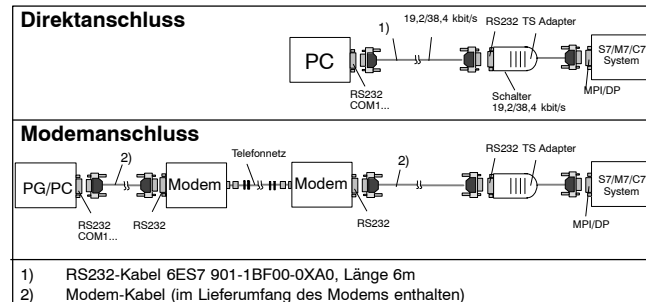 Direktanschluss
1)
19,2/38,4 kbit/s
RS232 TS Adapter
PC
S7/M7/C7
System
RS232
COM1...
Schalter
19,2/38,4 kbit/s
MPI/DP
Modemanschluss
2)
Telefonnetz
2)
RS232 TS Adapter
PG/PC
Modem
Modem
S7/M7/C7
System
RS232
COM1...
RS232
RS232
MPI/DP
1) RS232-Kabel 6ES7 901-1BF00-0XA0, Länge 6m
2) Modem-Kabel (im Lieferumfang des Modems enthalten)